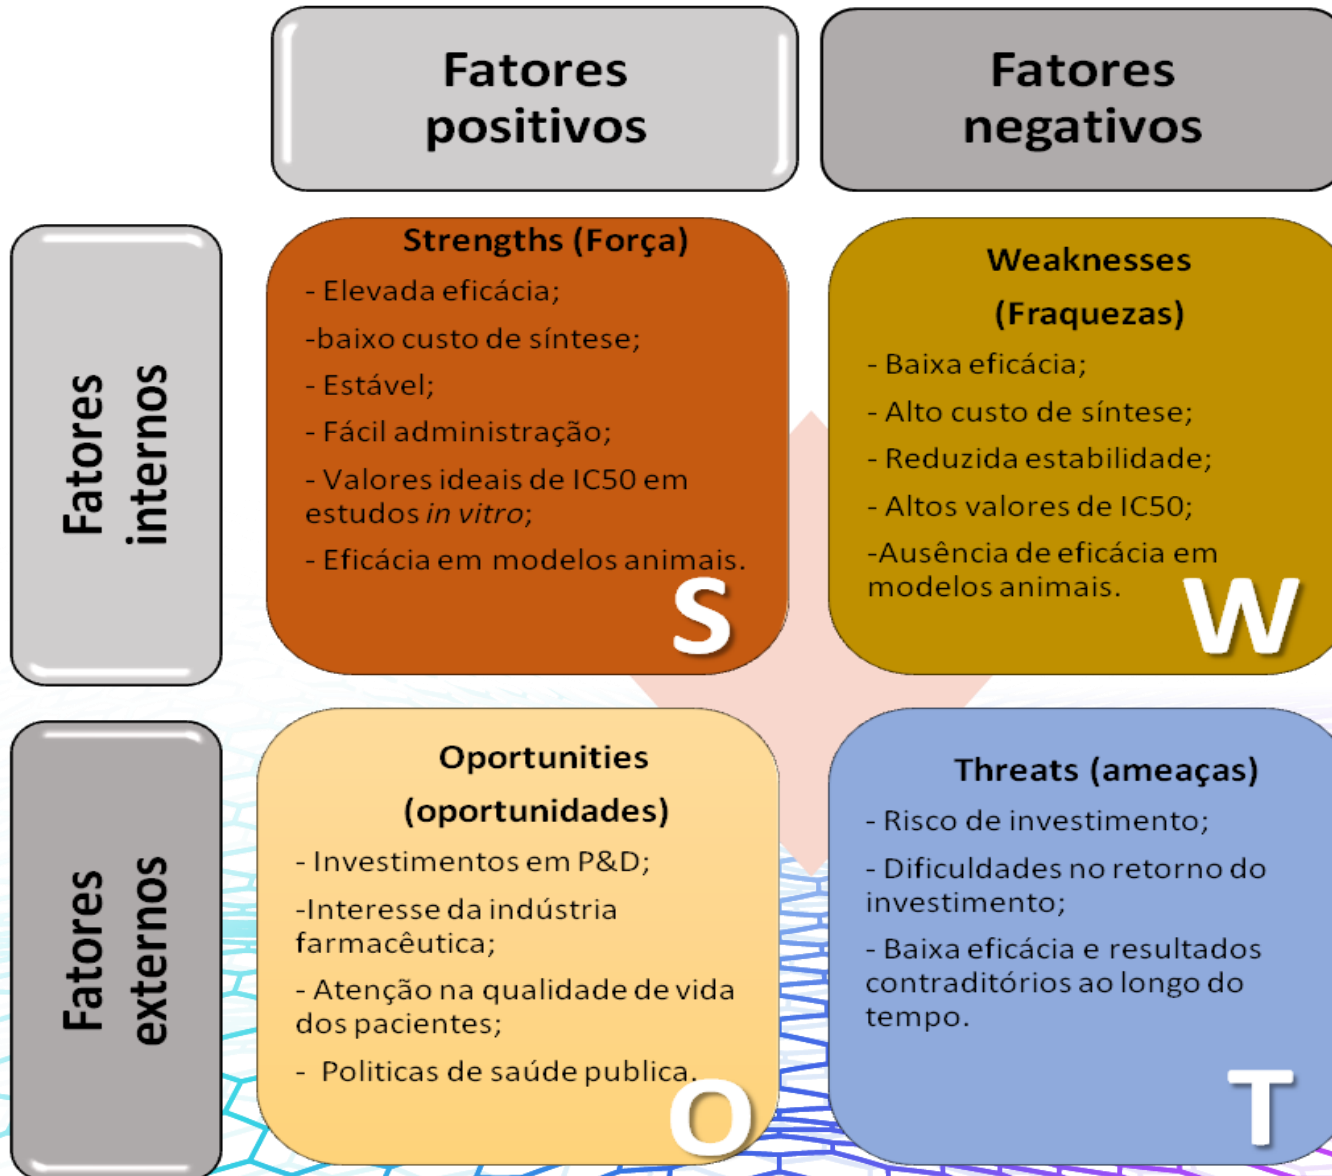 Fatores
positivos
Fatores
negativos
Fatores
internos
Strengths (Força)
- Elevada eficácia;
-baixo custo de síntese;
- Estável;
- Fácil administração;
- Valores ideais de IC50 em
estudos in vitro;
- Eficácia em modelos animais.
S
Weaknesses
(Fraquezas)
- Baixa eficácia;
- Alto custo de síntese;
- Reduzida estabilidade;
- Altos valores de IC50;
-Ausência de eficácia em
modelos animais.
W
Fatores
externos
Oportunities
(oportunidades)
- Investimentos em P&D;
-Interesse da indústria
farmacêutica;
- Atenção na qualidade de vida
dos pacientes;
- Politicas de saúde publica.
O
Threats (ameaças)
- Risco de investimento;
- Dificuldades no retorno do
investimento;
- Baixa eficácia e resultados
contraditórios ao longo do
tempo.
T